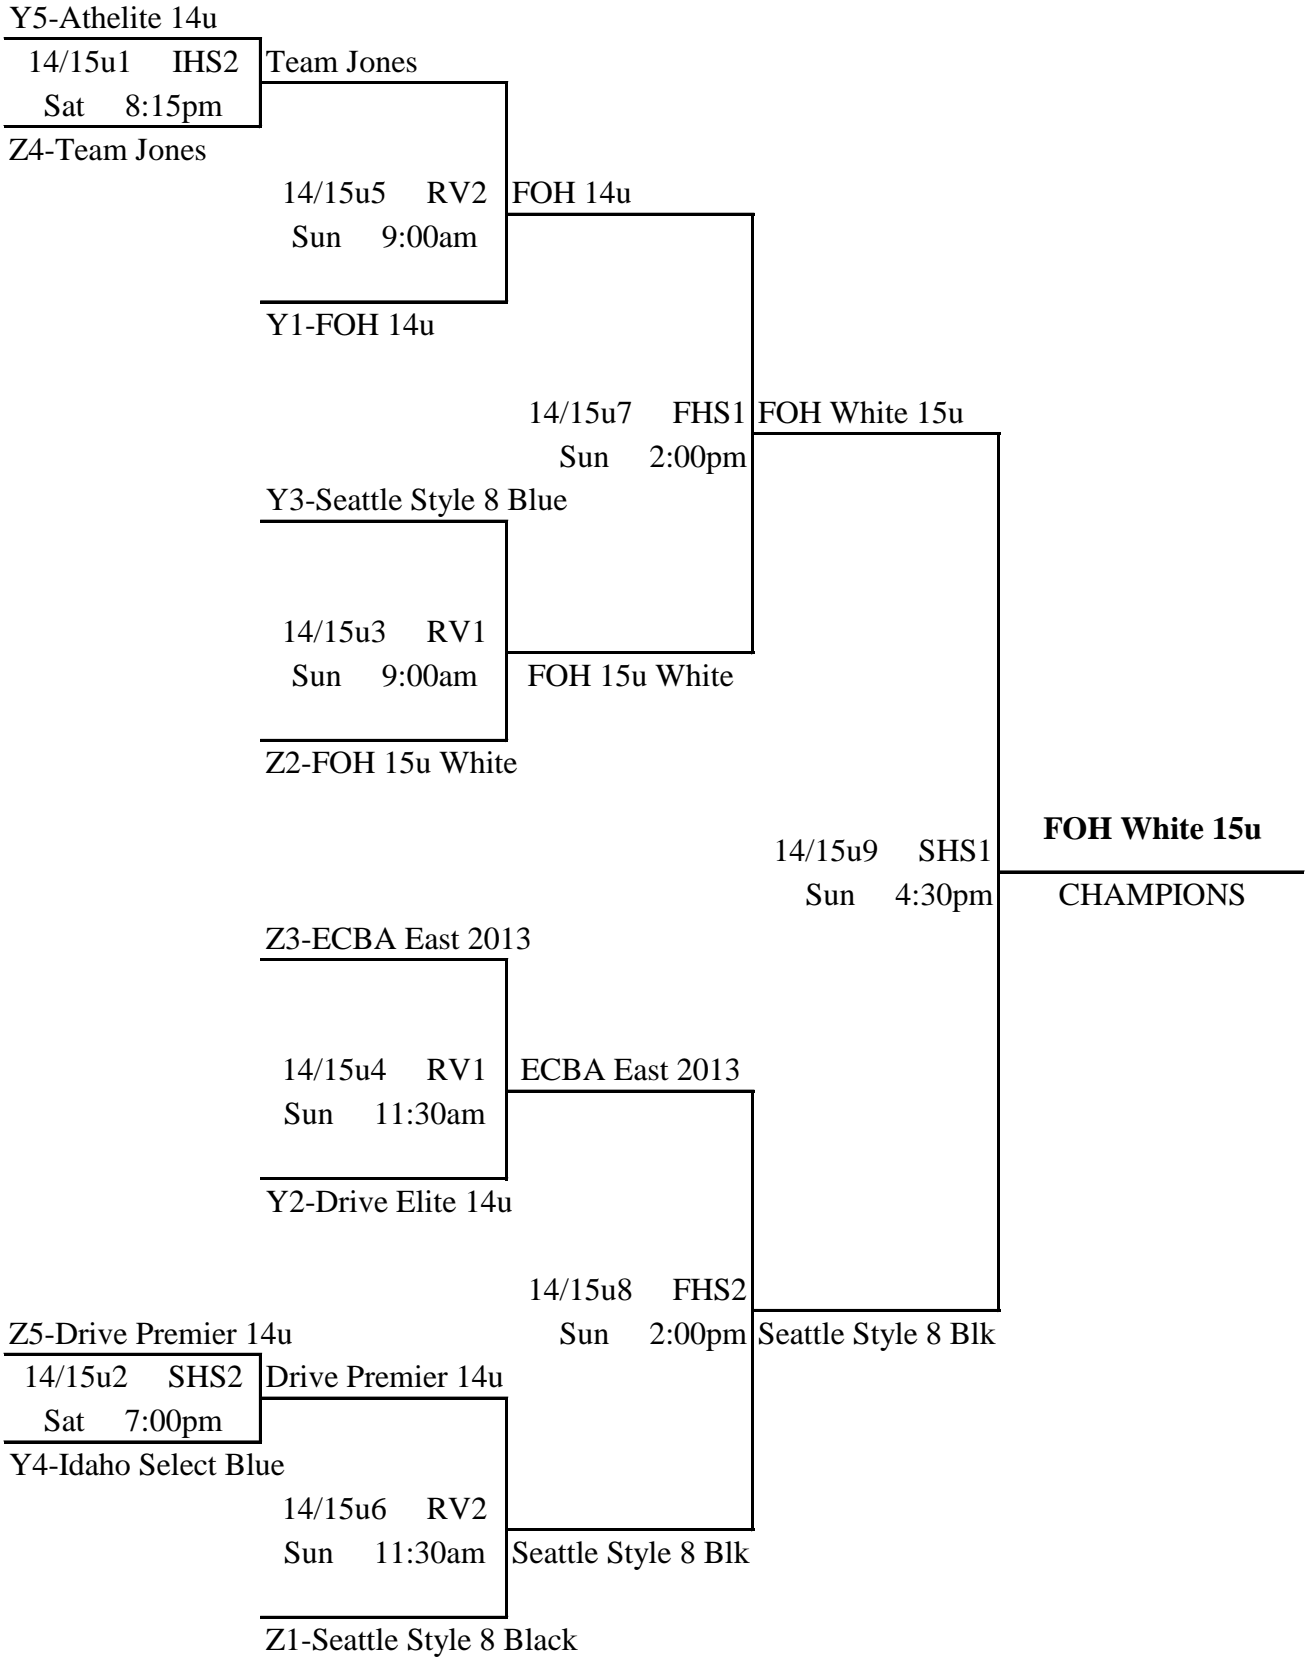 Y5-Athelite 14u
14/15u1 IHS2 Team Jones
Sat 8:15pm
Z4-Team Jones
14/15u5 RV2 FOH 14u
Sun 9:00am
Y1-FOH 14u
14/15u7 FHS1 FOH White 15u
Sun 2:00pm
Y3-Seattle Style 8 Blue
14/15u3 RV1
Sun 9:00am FOH 15u White
Z2-FOH 15u White
FOH White 15u
14/15u9 SHS1
Sun 4:30pm CHAMPIONS
Z3-ECBA East 2013
14/15u4 RV1 ECBA East 2013
Sun 11:30am
Y2-Drive Elite 14u
14/15u8 FHS2
Z5-Drive Premier 14u Sun 2:00pm Seattle Style 8 Blk
14/15u2 SHS2 Drive Premier 14u
Sat 7:00pm
Y4-Idaho Select Blue
14/15u6 RV2
Sun 11:30am Seattle Style 8 Blk
Z1-Seattle Style 8 Black